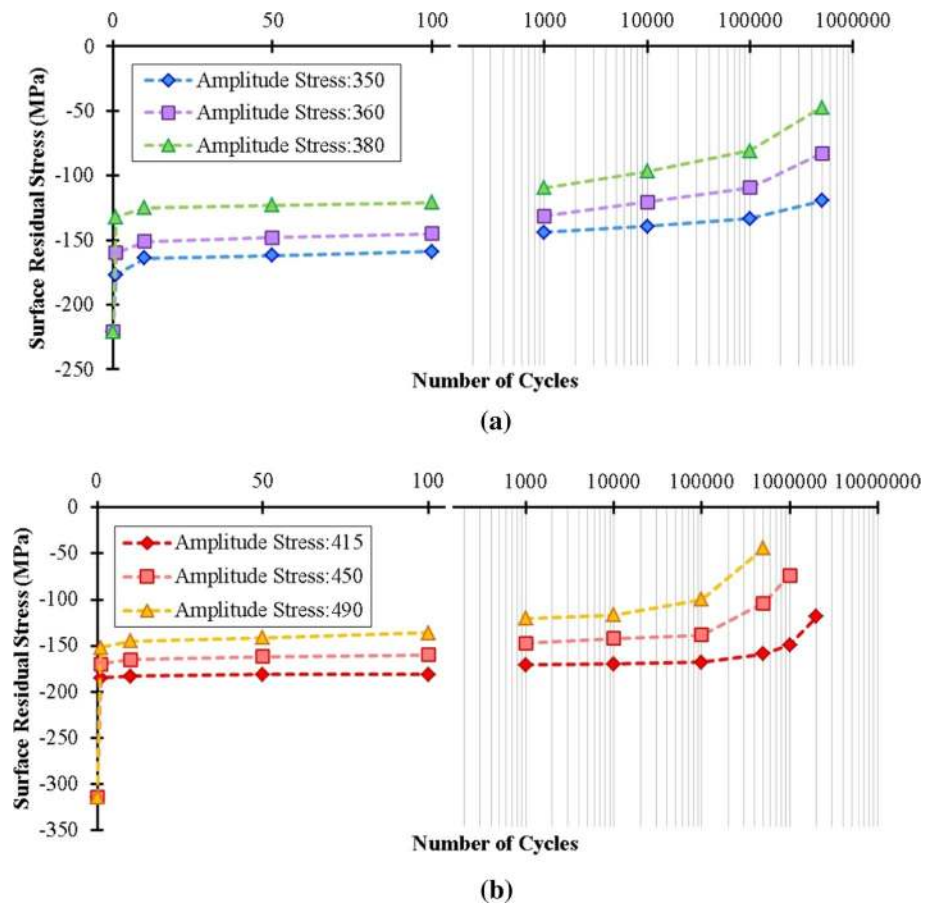 0 50 100 1000 10000 100000 1000000
0
-50
-100
-150
-200
-250
Surface Residual Stress (MPa)
Amplitude Stress:350
Amplitude Stress:360
Amplitude Stress:380
Number of Cycles
(a)
0 50 100 1000 10000 100000 1000000 10000000
0
-50
-100
-150
-200
-250
-300
-350
Surface Residual Stress (MPa)
Amplitude Stress:415
Amplitude Stress:450
Amplitude Stress:490
Number of Cycles
(b)